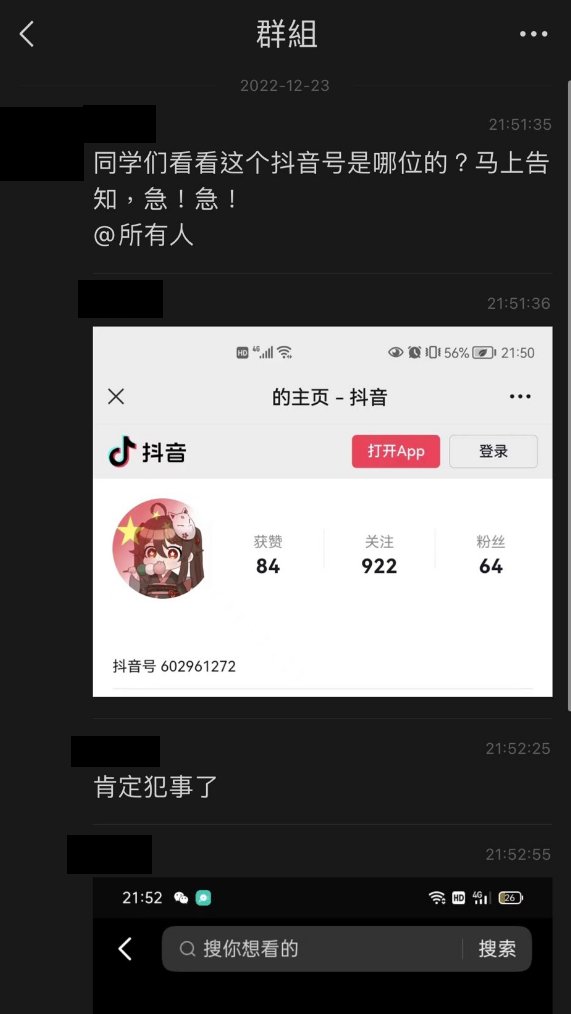 群組
2022-12-23
21:51:35
同学们看看这个抖音号是哪位的？马上告
知，急！急！
@所有人
21:51:36
HD 4G 56% 21:50
的主页 - 抖音
抖音 打开App 登录
获赞 关注 粉丝
84 922 64
抖音号 602961272
21:52:25
肯定犯事了
21:52:55
21:52 HD 4G 26
搜你想看的 搜索